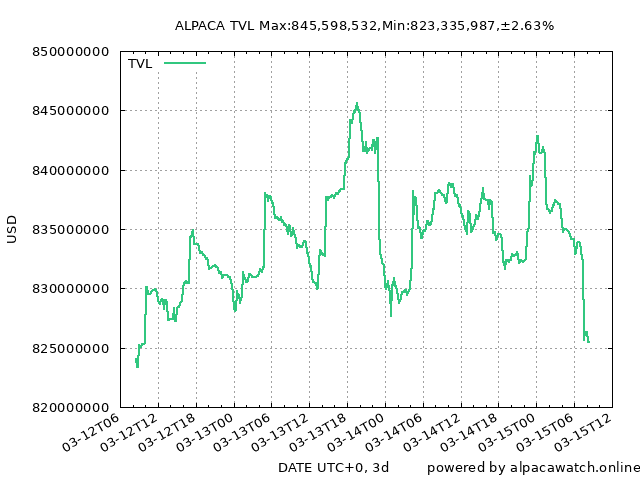 ALPACA TVL Max:845,598,532,Min:823,335,987,±2.63%
850000000
TVL
845000000
840000000
835000000
USD
830000000
825000000
820000000
03-12T06
03-12T12
03-12T18
03-13T00
03-13T06
03-13T12
03-13T18
03-14T00
03-14T06
03-14T12
03-14T18
03-15T00
03-15T06
03-15T12
DATE UTC+0, 3d
powered by alpacawatch.online